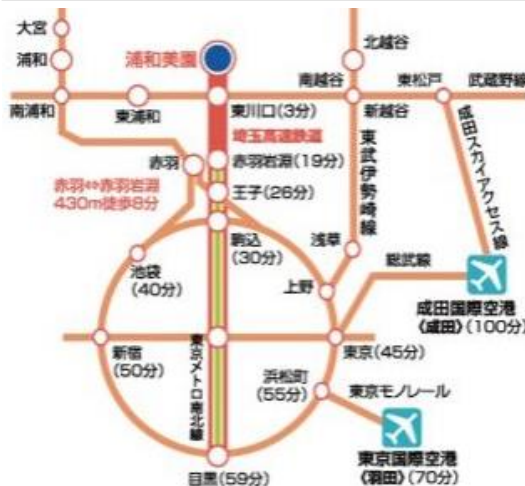 大宮
浦和
浦和美園
北越谷
南越谷
東松戸
武蔵野線
南浦和
東浦和
東川口(3分)
新越谷
埼玉高速鉄道
赤羽
赤羽岩淵(19分)
赤羽⇔赤羽岩淵
430m徒歩8分
王子(26分)
東武伊勢崎線
成田スカイアクセス線
駒込
(30分)
浅草
総武線
池袋
(40分)
上野
成田国際空港
《成田》(100分)
新宿
(50分)
東京メトロ南北線
東京(45分)
浜松町
(55分)
東京モノレール
目黒(59分)
東京国際空港
《羽田》(70分)